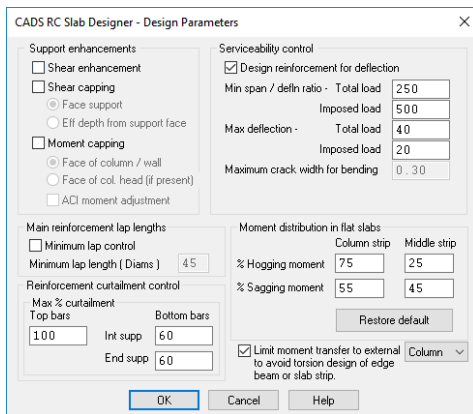 CADS RC Slab Designer - Design Parameters
Support enhancements
Shear enhancement
Shear capping
Face support
Eff depth from support face
Moment capping
Face of column / wall
Face of col. head (if present)
ACI moment adjustment
Serviceability control
Design reinforcement for deflection
Min span / defln ratio - Total load 250
Imposed load 500
Max deflection - Total load 40
Imposed load 20
Maximum crack width for bending 0.30
Main reinforcement lap lengths
Minimum lap control
Minimum lap length ( Diams ) 45
Reinforcement curtailment control
Max % curtailment
Top bars Bottom bars
100 Int supp 60
End supp 60
Moment distribution in flat slabs
Column strip Middle strip
% Hogging moment 75 25
% Sagging moment 55 45
Restore default
Limit moment transfer to external Column
to avoid torsion design of edge
beam or slab strip.
OK Cancel Help